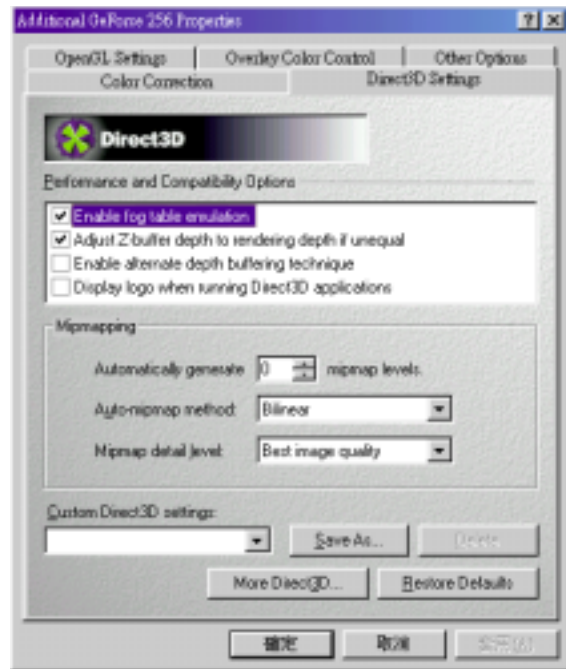 Additional GeForce 256 Properties
OpenGL Settings
Overlay Color Control
Other Options
Color Correction
Direct3D Settings
Direct3D
Performance and Compatibility Options
Enable fog table emulation
Adjust Z-buffer depth to rendering depth if unequal
Enable alternate depth buffering technique
Display logo when running Direct3D applications
Mipmapping
Automatically generate 0 mipmap levels.
Auto-mipmap method: Bilinear
Mipmap detail level: Best image quality
Custom Direct3D settings:
Save As...
Delete
More Direct3D...
Restore Defaults
確定
取消
套用(A)